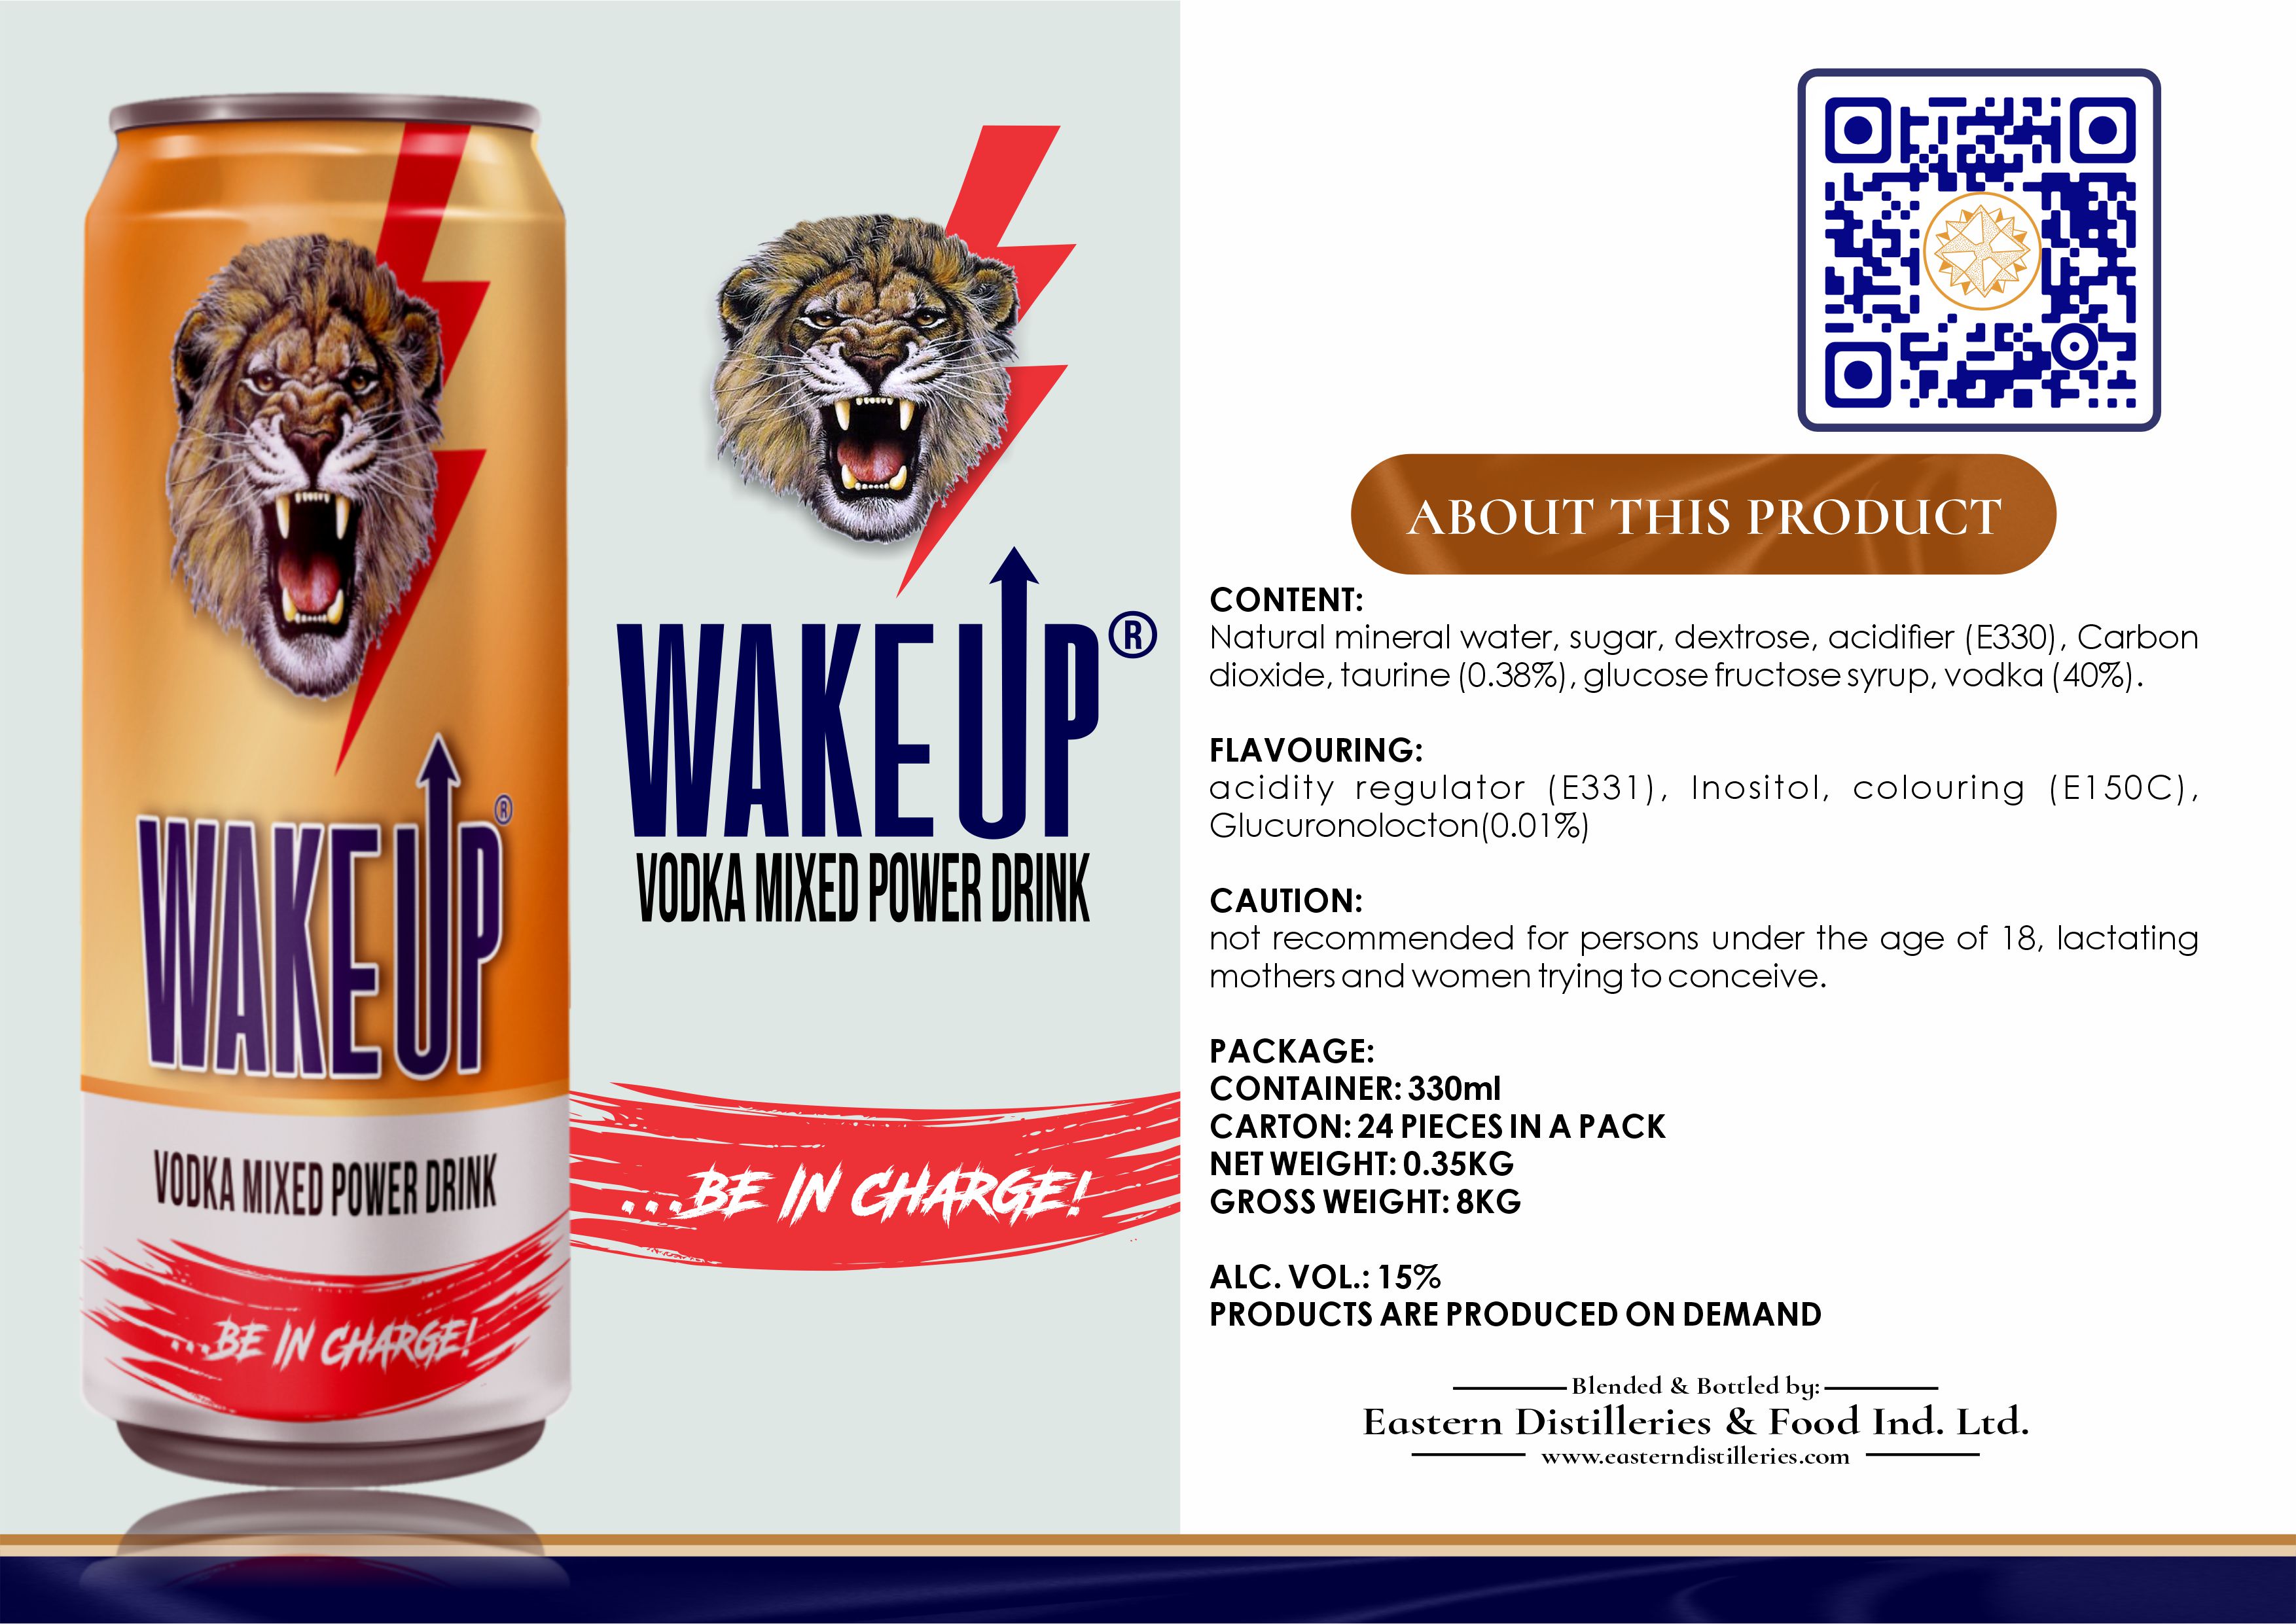 WAKE UP®
VODKA MIXED POWER DRINK
...BE IN CHARGE!
WAKE UP®
VODKA MIXED POWER DRINK
...BE IN CHARGE!
ABOUT THIS PRODUCT
CONTENT:
Natural mineral water, sugar, dextrose, acidifier (E330), Carbon
dioxide, taurine (0.38%), glucose fructose syrup, vodka (40%).
FLAVOURING:
acidity regulator (E331), Inositol, colouring (E150C),
Glucuronolocton(0.01%)
CAUTION:
not recommended for persons under the age of 18, lactating
mothers and women trying to conceive.
PACKAGE:
CONTAINER: 330ml
CARTON: 24 PIECES IN A PACK
NET WEIGHT: 0.35KG
GROSS WEIGHT: 8KG
ALC. VOL.: 15%
PRODUCTS ARE PRODUCED ON DEMAND
Blended & Bottled by:
Eastern Distilleries & Food Ind. Ltd.
www.easterndistilleries.com